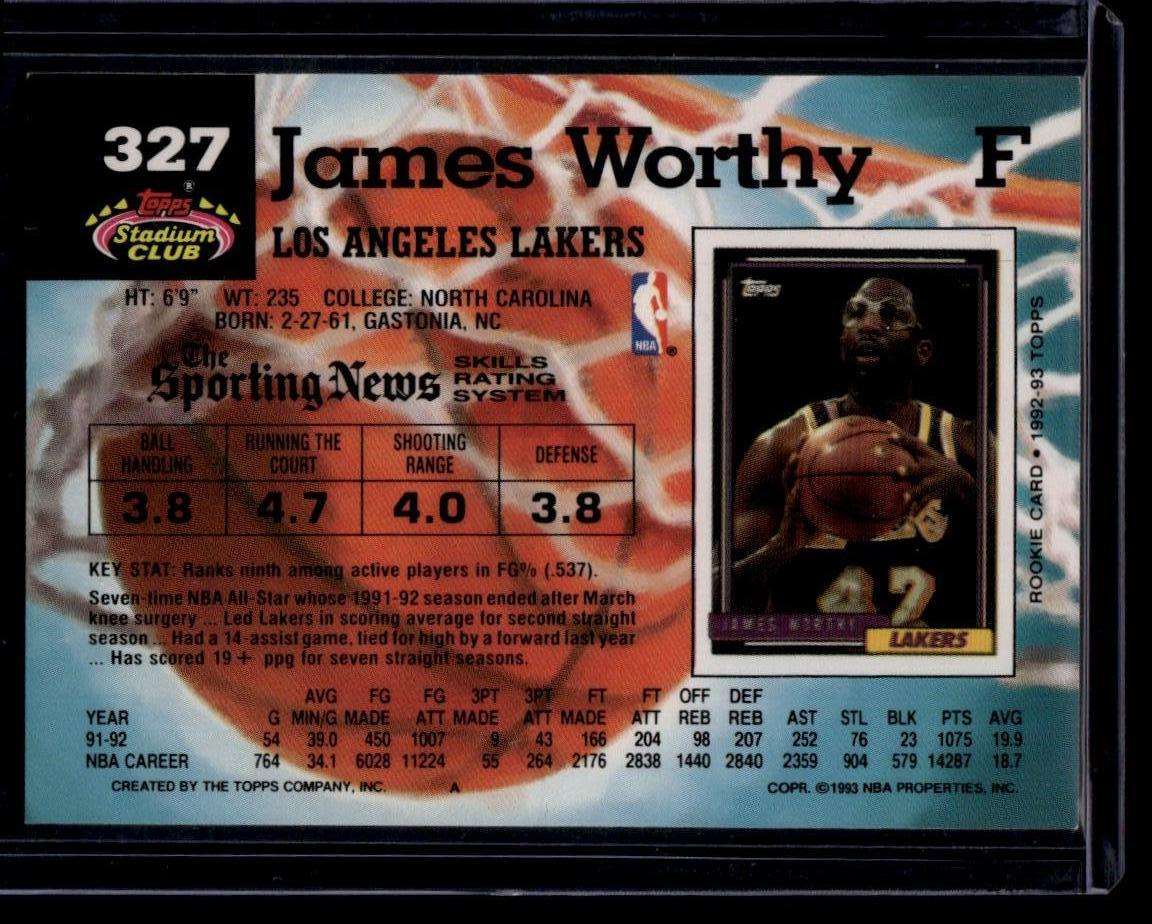 327
James Worthy F
Topps®
Stadium
CLUB
LOS ANGELES LAKERS
HT: 6'9" WT: 235 COLLEGE: NORTH CAROLINA
BORN: 2-27-61, GASTONIA, NC
NBA ®
The
Sporting News
SKILLS
RATING
SYSTEM
BALL HANDLING RUNNING THE COURT SHOOTING RANGE DEFENSE
3.8 4.7 4.0 3.8
KEY STAT: Ranks ninth among active players in FG% (.537).
Seven-time NBA All-Star whose 1991-92 season ended after March
knee surgery ... Led Lakers in scoring average for second straight
season ... Had a 14-assist game, tied for high by a forward last year
... Has scored 19+ ppg for seven straight seasons.
Topps
42
JAMES WORTHY
LAKERS
ROOKIE CARD • 1992-93 TOPPS
AVG FG FG 3PT 3PT FT FT OFF DEF
YEAR G MIN/G MADE ATT MADE ATT MADE ATT REB REB AST STL BLK PTS AVG
91-92 54 39.0 450 1007 9 43 166 204 98 207 252 76 23 1075 19.9
NBA CAREER 764 34.1 6028 11224 55 264 2176 2838 1440 2840 2359 904 579 14287 18.7
CREATED BY THE TOPPS COMPANY, INC. A COPR. ©1993 NBA PROPERTIES, INC.